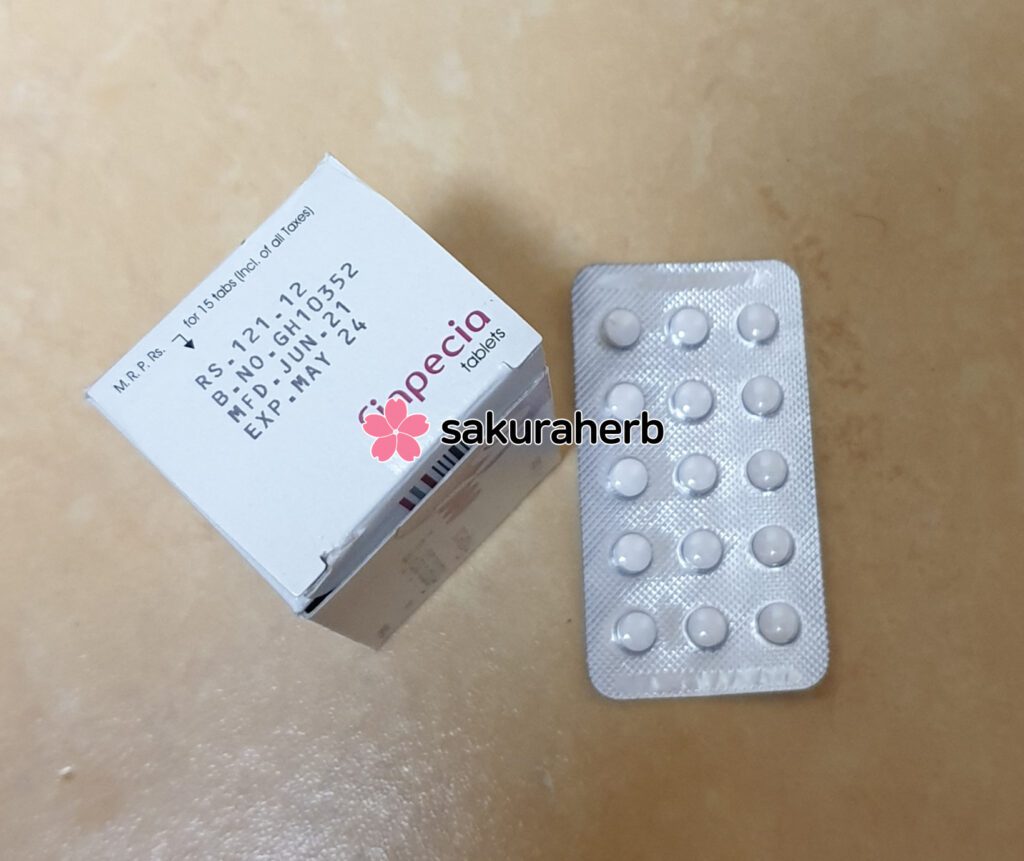 M.R.P. Rs. for 15 tabs (Incl. of all Taxes)
RS-121-12
B-NO-GH10352
MFD-JUN-21
EXP.MAY 24
finpecia
tablets
sakuraherb